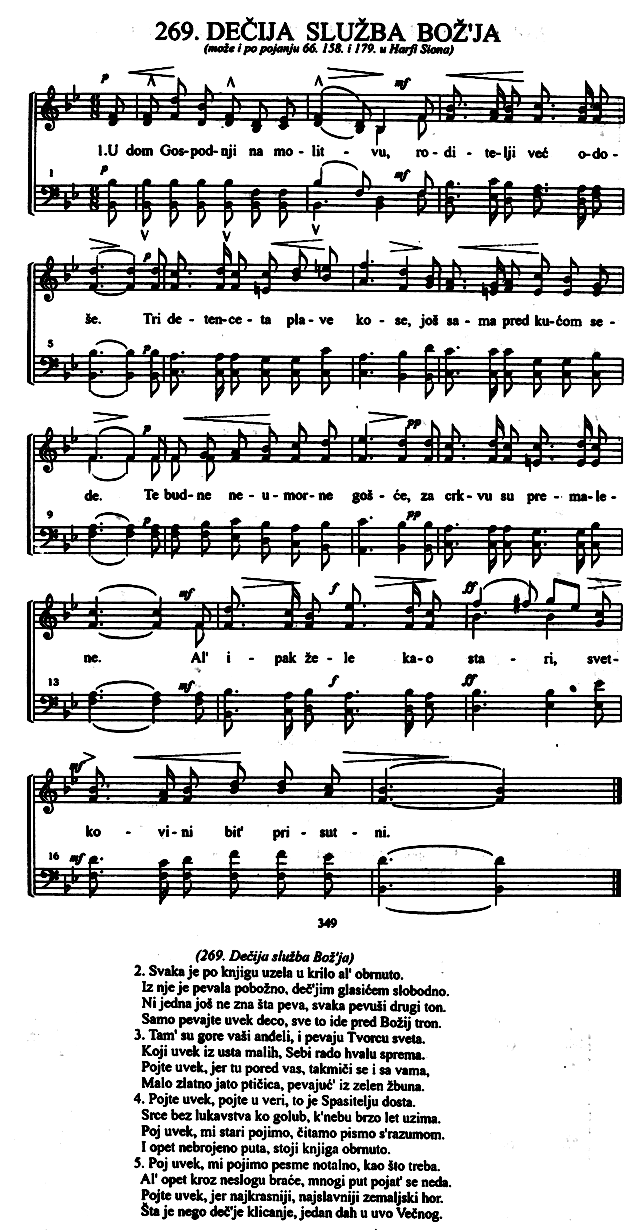 269. DEČIJA SLUŽBA BOŽ'JA
(može i po pojanju 66. 158. i 179. u Harfi Siona)
p mf
1.U dom Gos-pod-nji na mo-lit-vu, ro-di-te-lji već o-do-
1 p mf
p
še. Tri de-ten-ce-ta pla-ve ko-se, još sa-ma pred ku-ćom se-
5 p
p pp
de. Te bud-ne ne-u-mor-ne goš-će, za crk-vu su pre-ma-le-
9 p pp
mf f ff
ne. Al' i-pak že-le ka-o sta-ri, svet-
13 mf f ff
mf
ko-vi-ni bit' pri-sut-ni.
16 mf
349
(269. Dečija služba Bož'ja)
2. Svaka je po knjigu uzela u krilo al' obrnuto.
Iz nje je pevala pobožno, deč'jim glasićem slobodno.
Ni jedna još ne zna šta peva, svaka pevuši drugi ton.
Samo pevajte uvek deco, sve to ide pred Božij tron.
3. Tam' su gore vaši anđeli, i pevaju Tvorcu sveta.
Koji uvek iz usta malih, Sebi rado hvalu sprema.
Pojte uvek, jer tu pored vas, takmiči se i sa vama,
Malo zlatno jato ptičica, pevajuć' iz zelen žbuna.
4. Pojte uvek, pojte u veri, to je Spasitelju dosta.
Srce bez lukavstva ko golub, k'nebu brzo let uzima.
Poj uvek, mi stari pojimo, čitamo pismo s'razumom.
I opet nebrojeno puta, stoji knjiga obrnuto.
5. Poj uvek, mi pojimo pesme notalno, kao što treba.
Al' opet kroz neslogu braće, mnogi put pojat' se neda.
Pojte uvek, jer najkrasniji, najslavniji zemaljski hor.
Šta je nego deč'je klicanje, jedan dah u uvo Večnog.